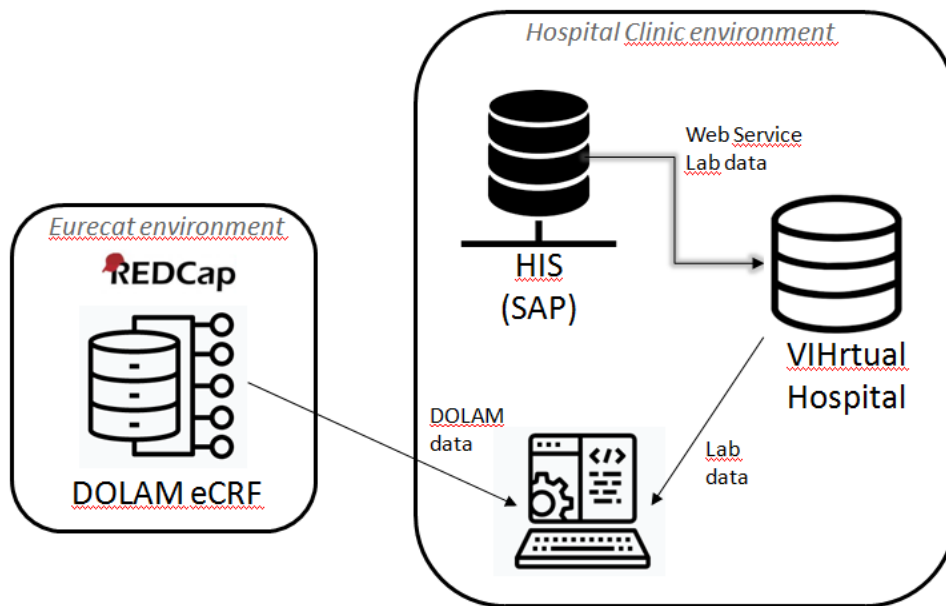 Hospital Clinic environment
Web Service
Lab data
Eurecat environment
REDCap
HIS
(SAP)
VIHrtual
Hospital
DOLAM
data
Lab
data
</>
DOLAM eCRF